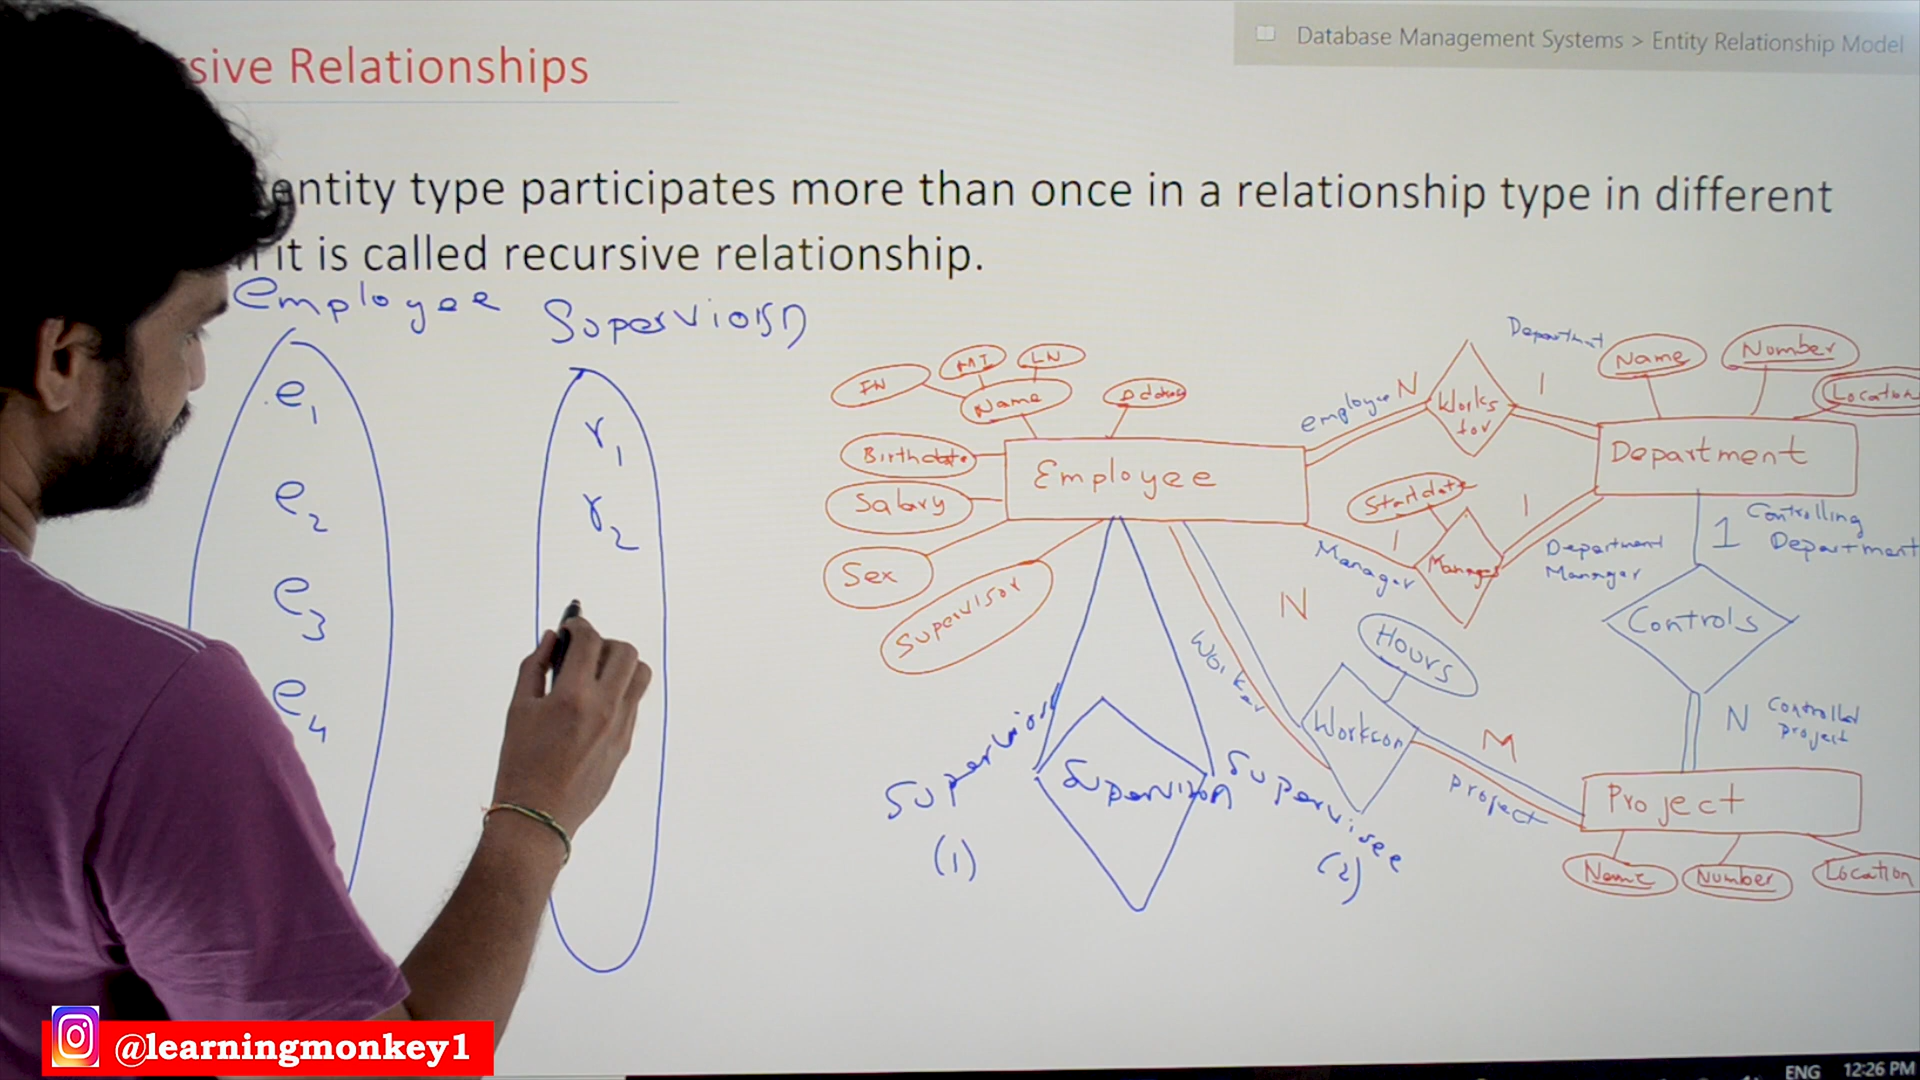 Database Management Systems > Entity Relationship Model
sive Relationships
entity type participates more than once in a relationship type in different
it is called recursive relationship.
Employee
Superviorsn
e1
e2
e3
e4
r1
r2
FN
MI
LN
Name
Birthdate
Salary
Sex
Supervisor
Employee
employee N
Works for
1
Department
Name
Number
Location
Department
Startdate
Manager
1
Manages
1
Department Manager
1
Controlling Department
Controls
N
Controlled project
Supervisor
(1)
Supervison
Supervisee
(2)
Worker
N
Hours
Workson
M
project
Project
Name
Number
Location
@learningmonkey1
ENG 12:26 PM